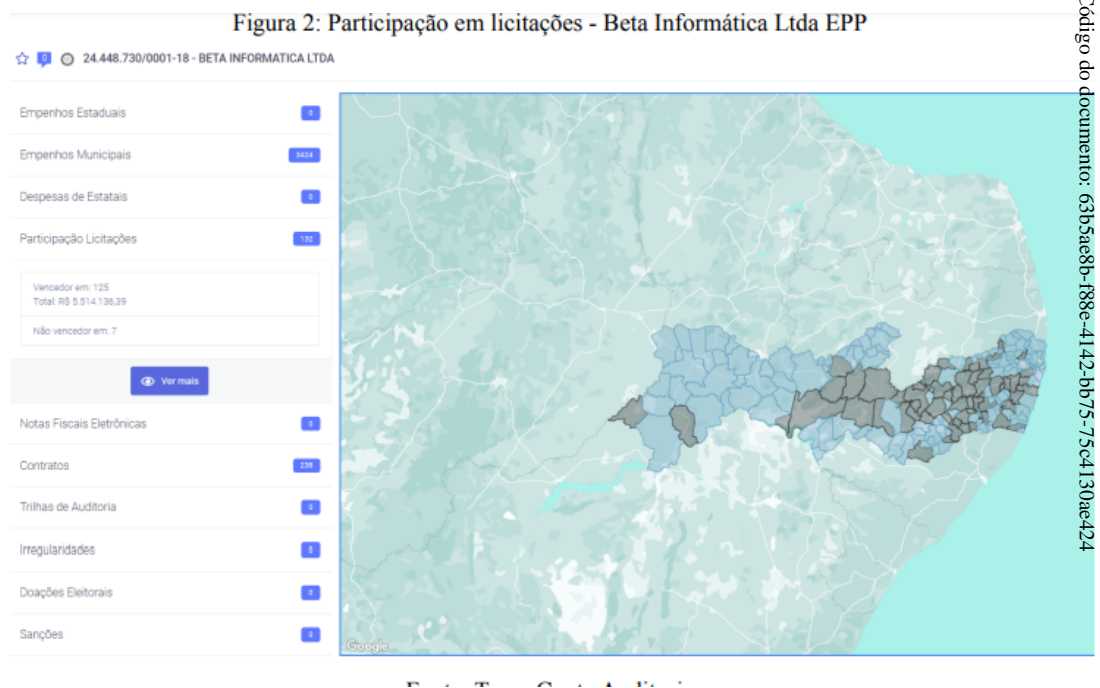 Figura 2: Participação em licitações - Beta Informática Ltda EPP
0 24.448.730/0001-18 - BETA INFORMATICA LTDA
Empenhos Estaduais 0
Empenhos Municipais 3424
Despesas de Estatais 0
Participação Licitações 132
Vencedor em: 125
Total: R$ 5.514.136,39
Não vencedor em: 7
Ver mais
Notas Fiscais Eletrônicas 0
Contratos 238
Trilhas de Auditoria 0
Irregularidades 0
Doações Eleitorais 0
Sanções 0
Google
Código do documento: 63b5ae8b-f88e-4142-bb75-75c4130ae424